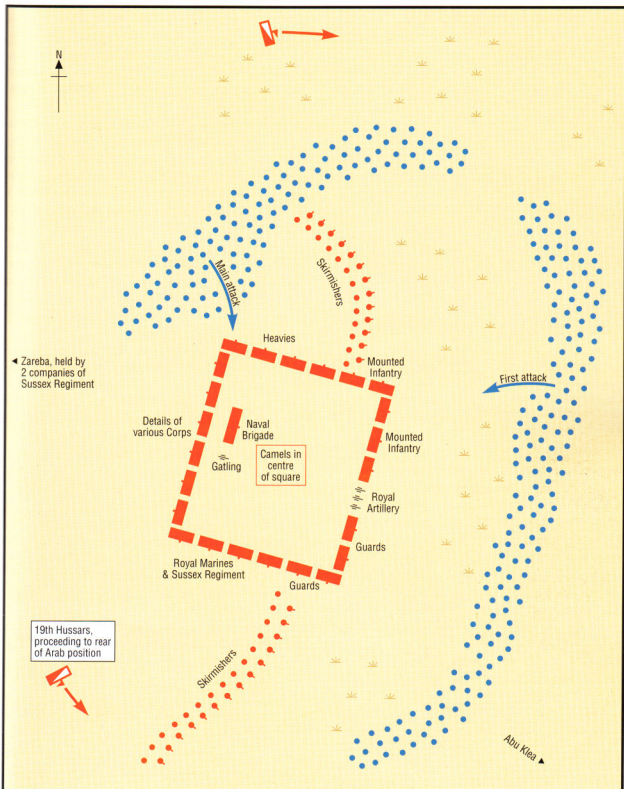 N
Main attack
Skirmishers
Heavies
Mounted
Infantry
◄ Zareba, held by
2 companies of
Sussex Regiment
First attack
Details of
various Corps
Naval
Brigade
Mounted
Infantry
Gatling
Camels in
centre
of square
Royal
Artillery
Guards
Royal Marines
& Sussex Regiment
Guards
19th Hussars,
proceeding to rear
of Arab position
Skirmishers
Abu Klea ▲